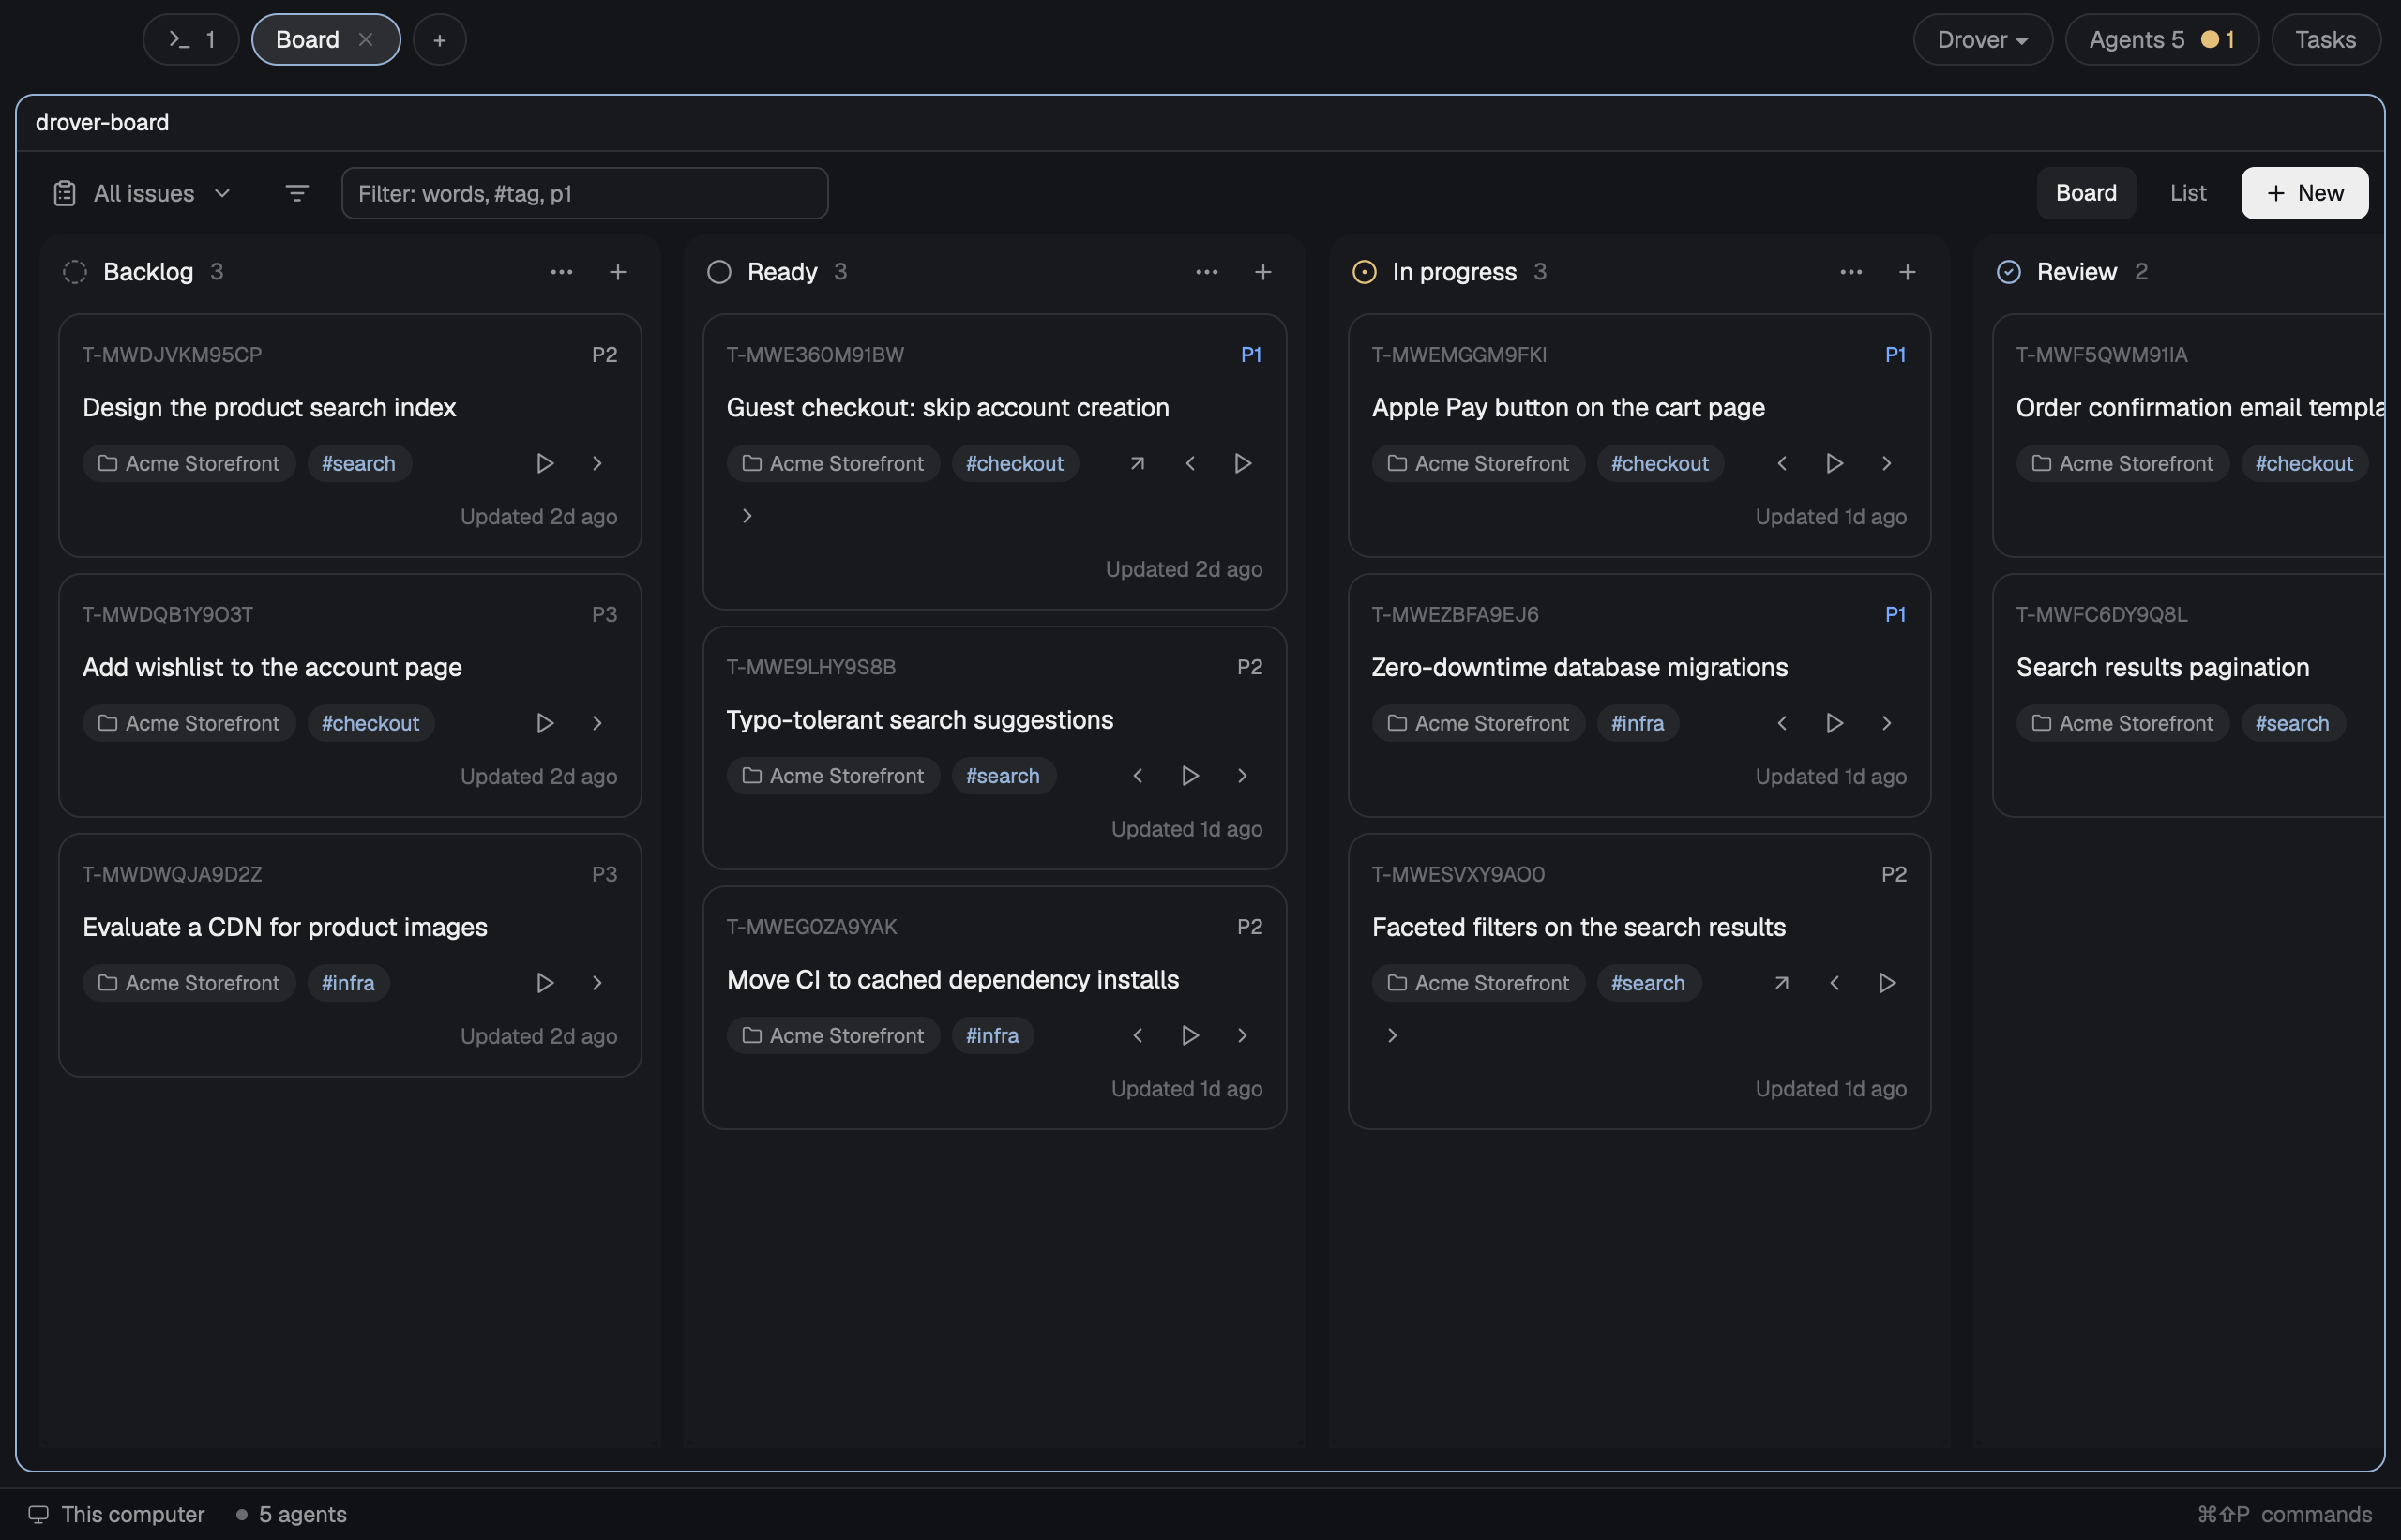 1
Board
+
Drover
Agents 5 1
Tasks
drover-board
All issues
Filter: words, #tag, p1
Board
List
+ New
Backlog 3
T-MWDJVKM95CP P2
Design the product search index
Acme Storefront #search
Updated 2d ago
T-MWDQB1Y9O3T P3
Add wishlist to the account page
Acme Storefront #checkout
Updated 2d ago
T-MWDWQJA9D2Z P3
Evaluate a CDN for product images
Acme Storefront #infra
Updated 2d ago
Ready 3
T-MWE360M91BW P1
Guest checkout: skip account creation
Acme Storefront #checkout
Updated 2d ago
T-MWE9LHY9S8B P2
Typo-tolerant search suggestions
Acme Storefront #search
Updated 1d ago
T-MWEG0ZA9YAK P2
Move CI to cached dependency installs
Acme Storefront #infra
Updated 1d ago
In progress 3
T-MWEMGGM9FKI P1
Apple Pay button on the cart page
Acme Storefront #checkout
Updated 1d ago
T-MWEZBFA9EJ6 P1
Zero-downtime database migrations
Acme Storefront #infra
Updated 1d ago
T-MWESVXY9AO0 P2
Faceted filters on the search results
Acme Storefront #search
Updated 1d ago
Review 2
T-MWF5QWM91IA
Order confirmation email templa
Acme Storefront #checkout
T-MWFC6DY9Q8L
Search results pagination
Acme Storefront #search
This computer
5 agents
⌘⇧P commands